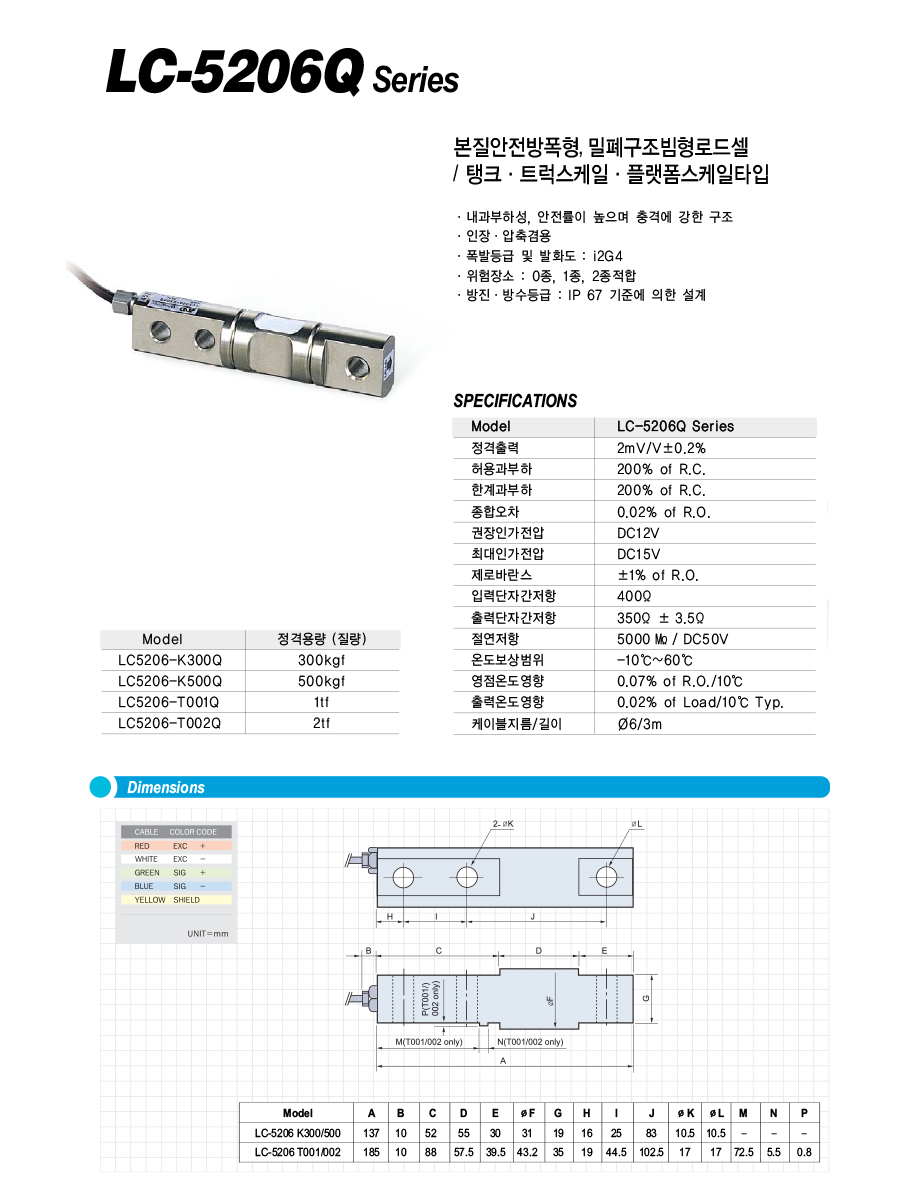 LC-5206Q Series
본질안전방폭형, 밀폐구조빔형로드셀
/ 탱크 · 트럭스케일 · 플랫폼스케일타입
· 내과부하성, 안전률이 높으며 충격에 강한 구조
· 인장 · 압축겸용
· 폭발등급 및 발화도 : i2G4
· 위험장소 : 0종, 1종, 2종적합
· 방진 · 방수등급 : IP 67 기준에 의한 설계
SPECIFICATIONS
Model LC-5206Q Series
정격출력 2mV/V±0.2%
허용과부하 200% of R.C.
한계과부하 200% of R.C.
종합오차 0.02% of R.O.
권장인가전압 DC12V
최대인가전압 DC15V
제로바란스 ±1% of R.O.
입력단자간저항 400Ω
출력단자간저항 350Ω ± 3.5Ω
절연저항 5000 ㏁ / DC50V
온도보상범위 -10℃~60℃
영점온도영향 0.07% of R.O./10℃
출력온도영향 0.02% of Load/10℃ Typ.
케이블지름/길이 Ø6/3m
Model 정격용량 (질량)
LC5206-K300Q 300kgf
LC5206-K500Q 500kgf
LC5206-T001Q 1tf
LC5206-T002Q 2tf
Dimensions
CABLE COLOR CODE
RED EXC +
WHITE EXC −
GREEN SIG +
BLUE SIG −
YELLOW SHIELD
UNIT=mm
2-øK øL
H I J
B C D E
P(T001/
002 only)
øF
G
M(T001/002 only) N(T001/002 only)
A
Model A B C D E øF G H I J øK øL M N P
LC-5206 K300/500 137 10 52 55 30 31 19 16 25 83 10.5 10.5 − − −
LC-5206 T001/002 185 10 88 57.5 39.5 43.2 35 19 44.5 102.5 17 17 72.5 5.5 0.8